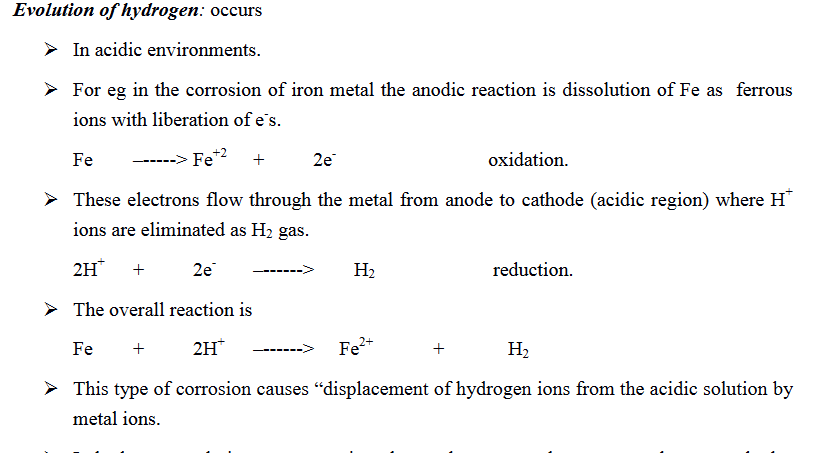 Evolution of hydrogen: occurs
➢ In acidic environments.
➢ For eg in the corrosion of iron metal the anodic reaction is dissolution of Fe as ferrous
ions with liberation of e⁻s.
Fe ------> Fe⁺² + 2e⁻ oxidation.
➢ These electrons flow through the metal from anode to cathode (acidic region) where H⁺
ions are eliminated as H₂ gas.
2H⁺ + 2e⁻ -------> H₂ reduction.
➢ The overall reaction is
Fe + 2H⁺ -------> Fe²⁺ + H₂
➢ This type of corrosion causes “displacement of hydrogen ions from the acidic solution by
metal ions.